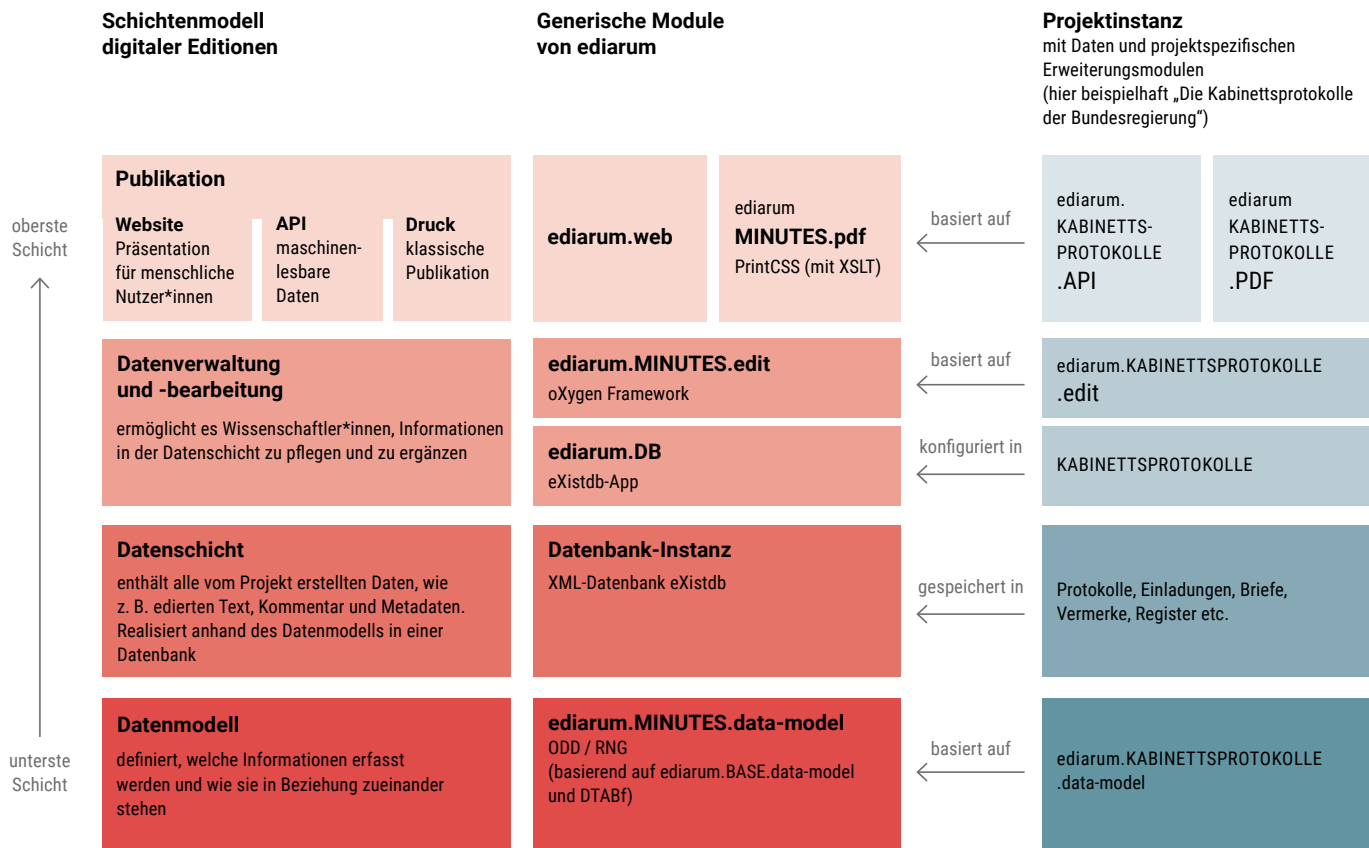 Schichtenmodell
digitaler Editionen
Generische Module
von ediarum
Projektinstanz
mit Daten und projektspezifischen
Erweiterungsmodulen
(hier beispielhaft „Die Kabinettsprotokolle
der Bundesregierung“)
oberste
Schicht
unterste
Schicht
Publikation
Website
Präsentation
für menschliche
Nutzer*innen
API
maschinen-
lesbare
Daten
Druck
klassische
Publikation
ediarum.web
ediarum
MINUTES.pdf
PrintCSS (mit XSLT)
basiert auf
ediarum.
KABINETTS-
PROTOKOLLE
.API
ediarum
KABINETTS-
PROTOKOLLE
.PDF
Datenverwaltung
und -bearbeitung
ermöglicht es Wissenschaftler*innen, Informationen
in der Datenschicht zu pflegen und zu ergänzen
ediarum.MINUTES.edit
oXygen Framework
basiert auf
ediarum.KABINETTSPROTOKOLLE
.edit
ediarum.DB
eXistdb-App
konfiguriert in
KABINETTSPROTOKOLLE
Datenschicht
enthält alle vom Projekt erstellten Daten, wie
z. B. edierten Text, Kommentar und Metadaten.
Realisiert anhand des Datenmodells in einer
Datenbank
Datenbank-Instanz
XML-Datenbank eXistdb
gespeichert in
Protokolle, Einladungen, Briefe,
Vermerke, Register etc.
Datenmodell
definiert, welche Informationen erfasst
werden und wie sie in Beziehung zueinander
stehen
ediarum.MINUTES.data-model
ODD / RNG
(basierend auf ediarum.BASE.data-model
und DTABf)
basiert auf
ediarum.KABINETTSPROTOKOLLE
.data-model